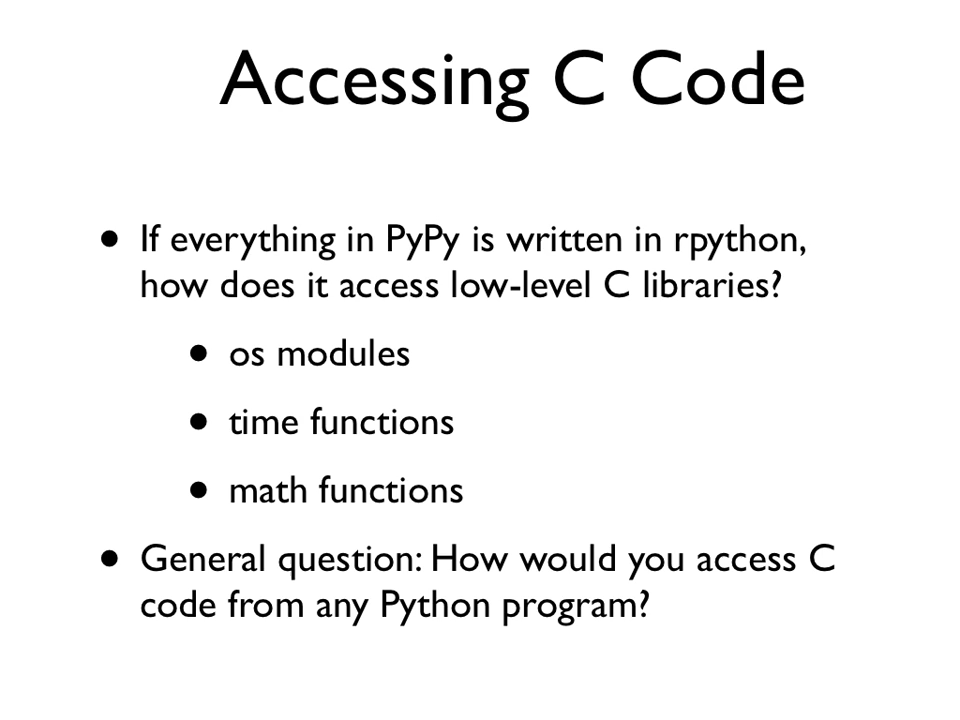 Accessing C Code
• If everything in PyPy is written in rpython,
how does it access low-level C libraries?
• os modules
• time functions
• math functions
• General question: How would you access C
code from any Python program?